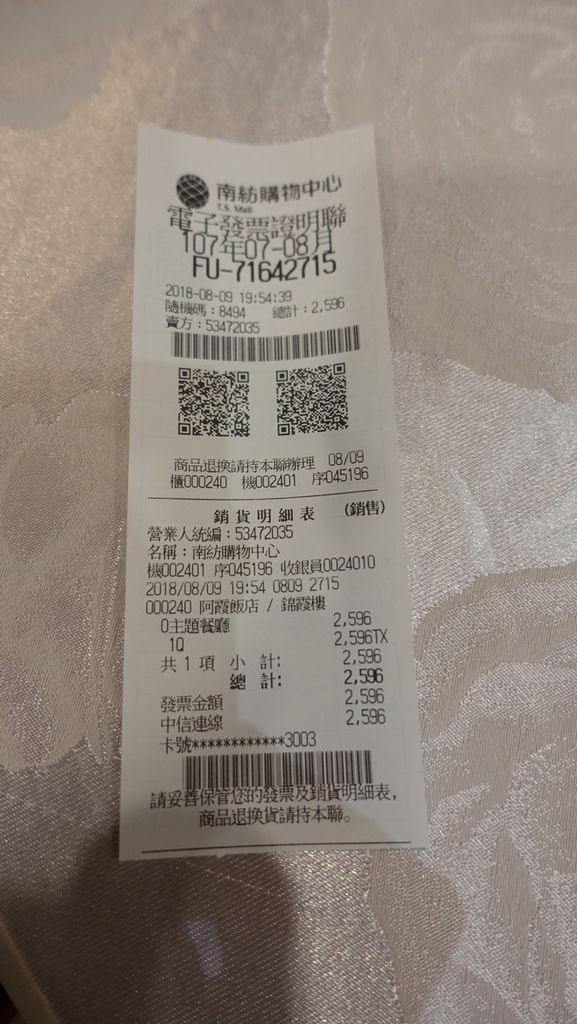 南紡購物中心
T.S. Mall
電子發票證明聯
107年07-08月
FU-71642715
2018-08-09 19:54:39
隨機碼:8494 總計:2,596
賣方:53472035
商品退換請持本聯辦理 08/09
櫃000240 機002401 序045196
銷貨明細表 (銷售)
營業人統編:53472035
名稱:南紡購物中心
機002401 序045196 收銀員0024010
2018/08/09 19:54 0809 2715
000240 阿霞飯店 / 錦霞樓
0主題餐廳 2,596
1Q 2,596TX
共 1 項 小 計: 2,596
總 計: 2,596
發票金額 2,596
中信連線 2,596
卡號************3003
請妥善保管您的發票及銷貨明細表,
商品退換貨請持本聯。